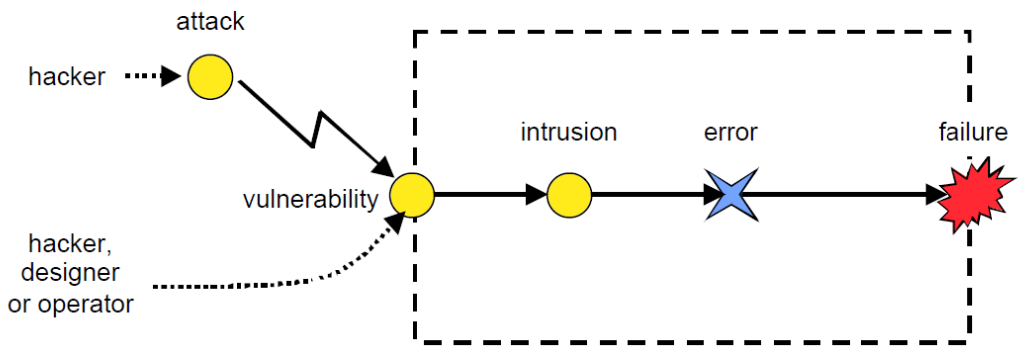 attack
hacker
intrusion
error
failure
vulnerability
hacker,
designer
or operator